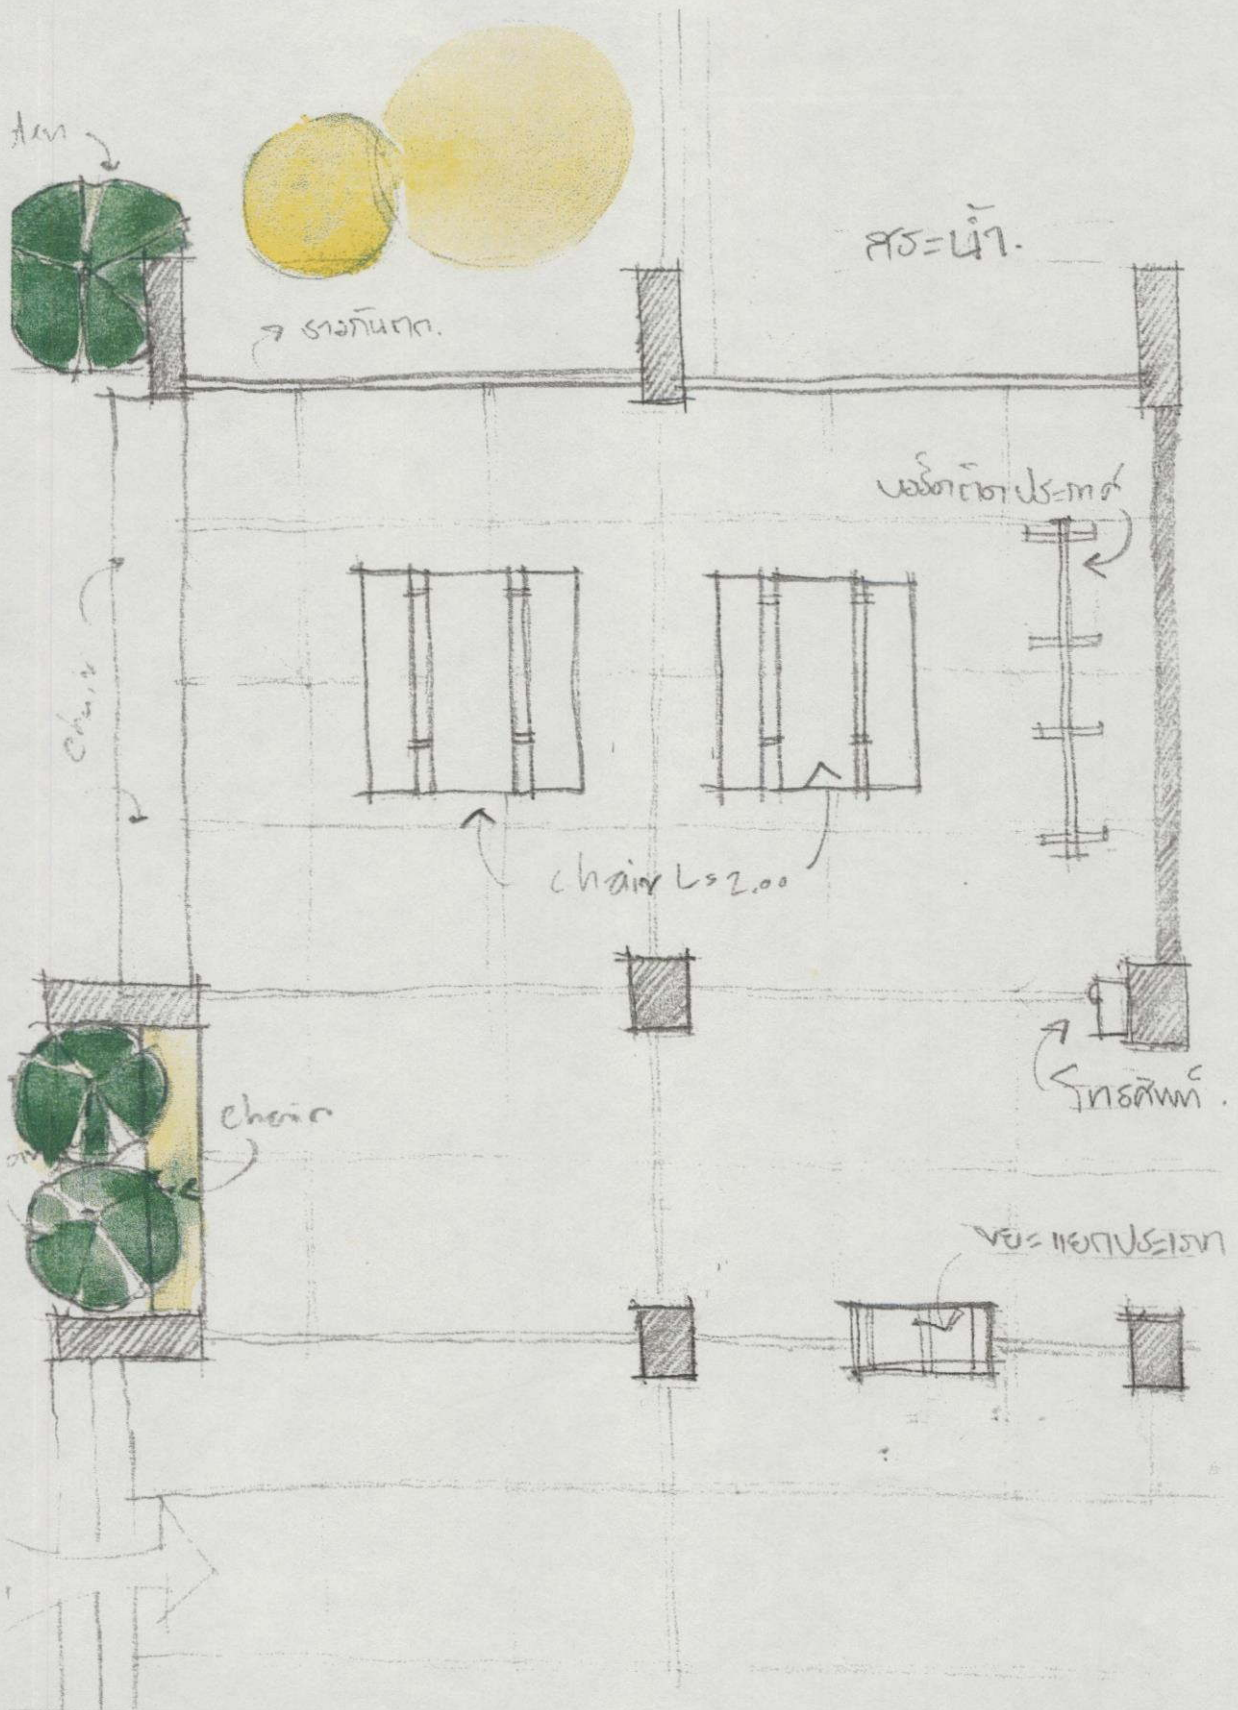 สระน้ำ.
ราวกันตก.
บอร์ดติดประกาศ
chair
chair L=2.00
โทรศัพท์.
ขยะแยกประเภท